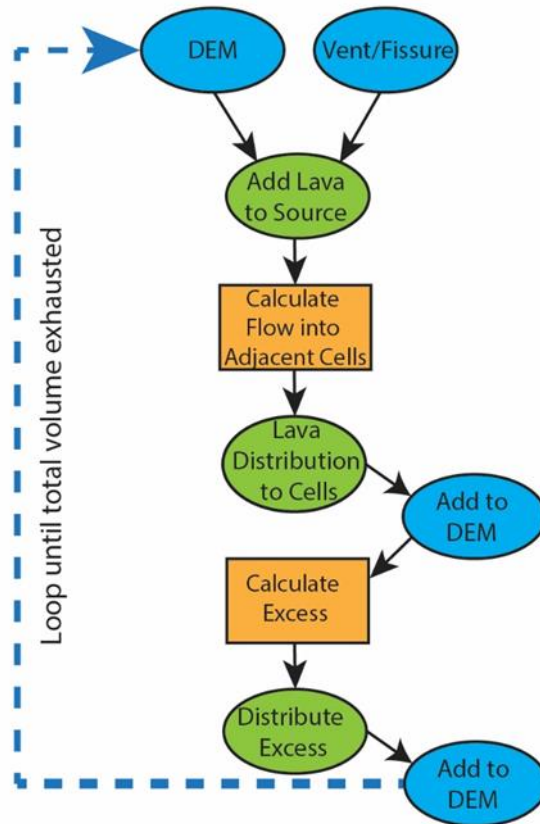 DEM
Vent/Fissure
Add Lava
to Source
Calculate
Flow into
Adjacent Cells
Lava
Distribution
to Cells
Add to
DEM
Calculate
Excess
Distribute
Excess
Add to
DEM
Loop until total volume exhausted